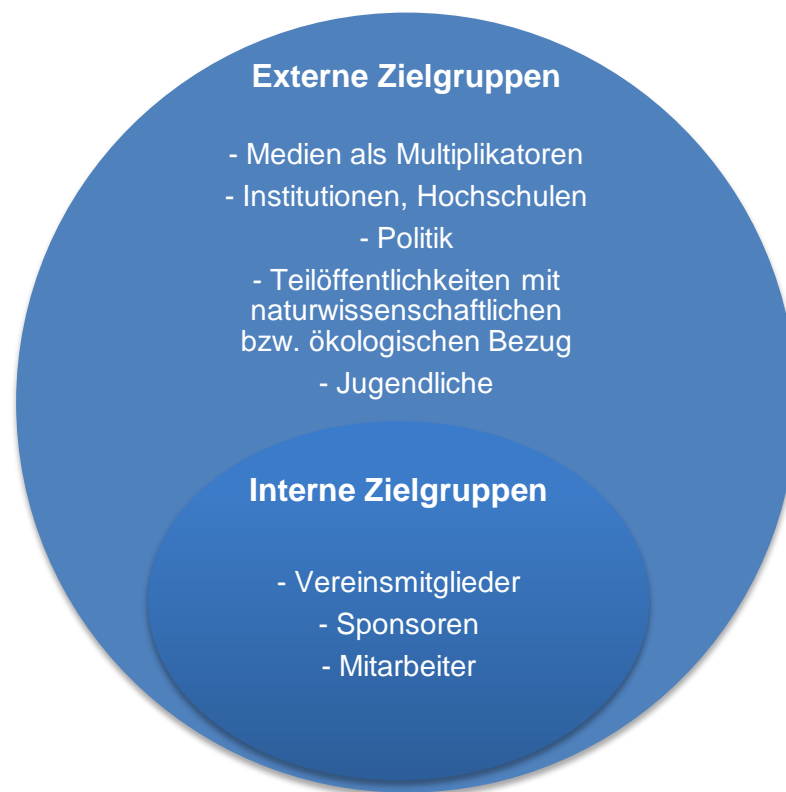 Externe Zielgruppen
- Medien als Multiplikatoren
- Institutionen, Hochschulen
- Politik
- Teilöffentlichkeiten mit
naturwissenschaftlichen
bzw. ökologischen Bezug
- Jugendliche
Interne Zielgruppen
- Vereinsmitglieder
- Sponsoren
- Mitarbeiter